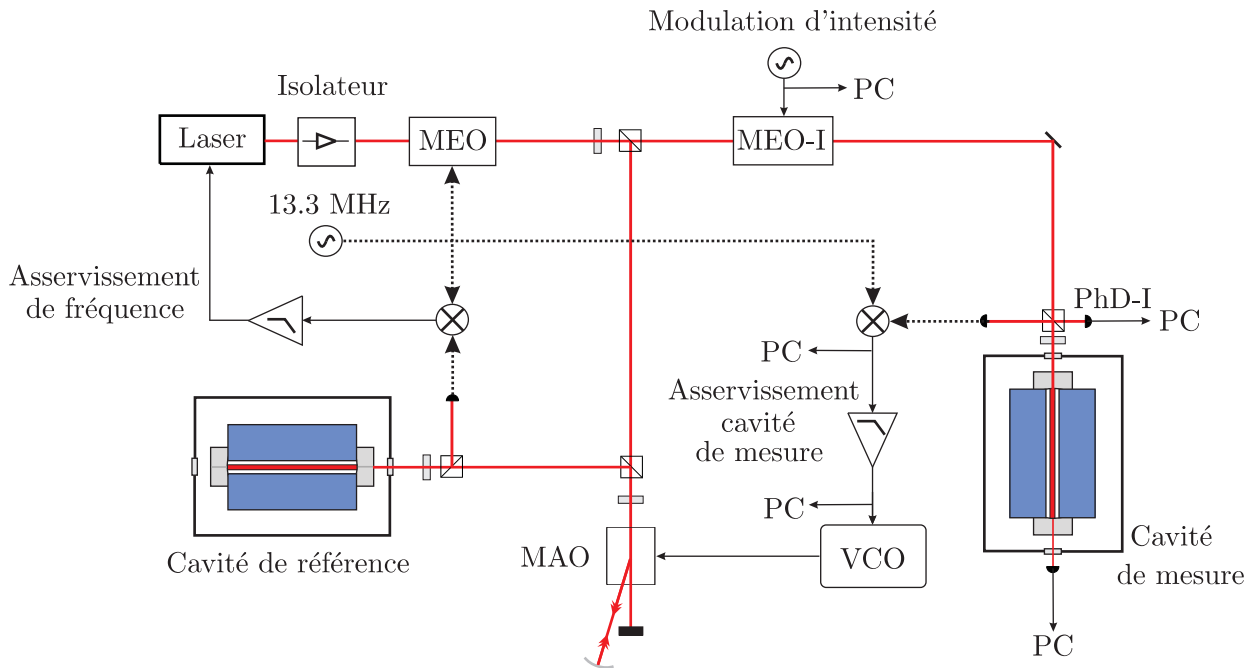 Modulation d'intensité
PC
Isolateur
Laser
MEO
MEO-I
13.3 MHz
Asservissement
de fréquence
PhD-I
PC
PC
Asservissement
cavité
de mesure
PC
Cavité de référence
MAO
VCO
Cavité
de mesure
PC